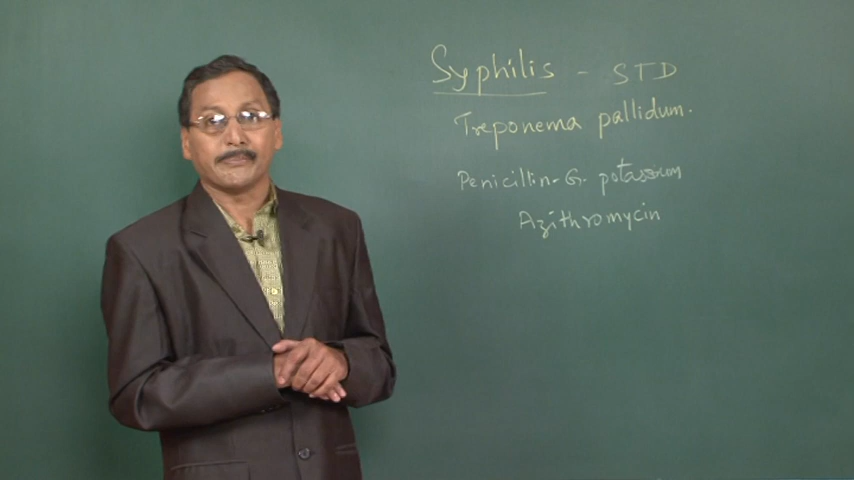 Syphilis - STD
Treponema pallidum.
Penicillin-G. potassium
Azithromycin